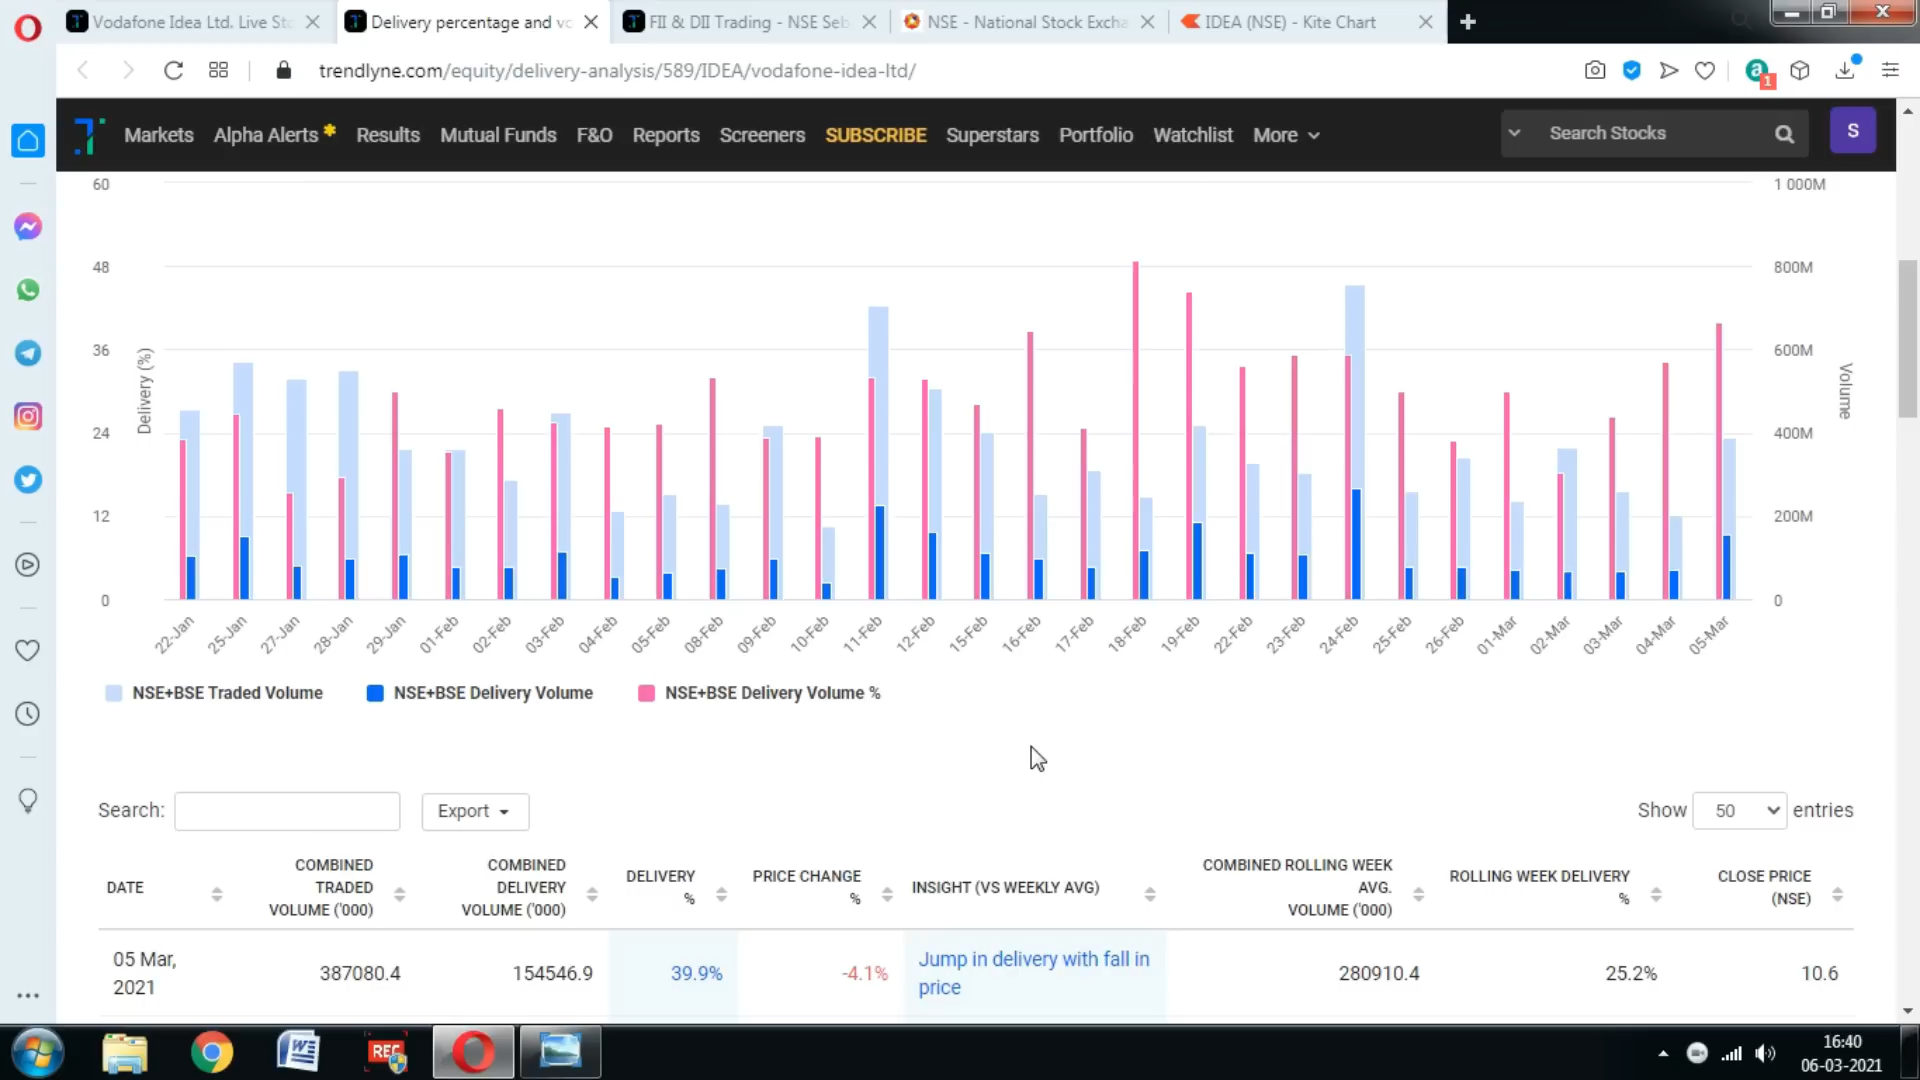 Vodafone Idea Ltd. Live Sto
Delivery percentage and vo
FII & DII Trading - NSE Seb
NSE - National Stock Excha
IDEA (NSE) - Kite Chart
trendlyne.com/equity/delivery-analysis/589/IDEA/vodafone-idea-ltd/
a
1
Markets
Alpha Alerts
Results
Mutual Funds
F&O
Reports
Screeners
SUBSCRIBE
Superstars
Portfolio
Watchlist
More
Search Stocks
S
60
48
36
24
12
0
Delivery (%)
1 000M
800M
600M
400M
200M
0
Volume
22-Jan
25-Jan
27-Jan
28-Jan
29-Jan
01-Feb
02-Feb
03-Feb
04-Feb
05-Feb
08-Feb
09-Feb
10-Feb
11-Feb
12-Feb
15-Feb
16-Feb
17-Feb
18-Feb
19-Feb
22-Feb
23-Feb
24-Feb
25-Feb
26-Feb
01-Mar
02-Mar
03-Mar
04-Mar
05-Mar
NSE+BSE Traded Volume
NSE+BSE Delivery Volume
NSE+BSE Delivery Volume %
Search:
Export
Show 50 entries
DATE
COMBINED
TRADED
VOLUME ('000)
COMBINED
DELIVERY
VOLUME ('000)
DELIVERY
%
PRICE CHANGE
%
INSIGHT (VS WEEKLY AVG)
COMBINED ROLLING WEEK
AVG.
VOLUME ('000)
ROLLING WEEK DELIVERY
%
CLOSE PRICE
(NSE)
05 Mar,
2021
387080.4
154546.9
39.9%
-4.1%
Jump in delivery with fall in
price
280910.4
25.2%
10.6
W
REC
16:40
06-03-2021